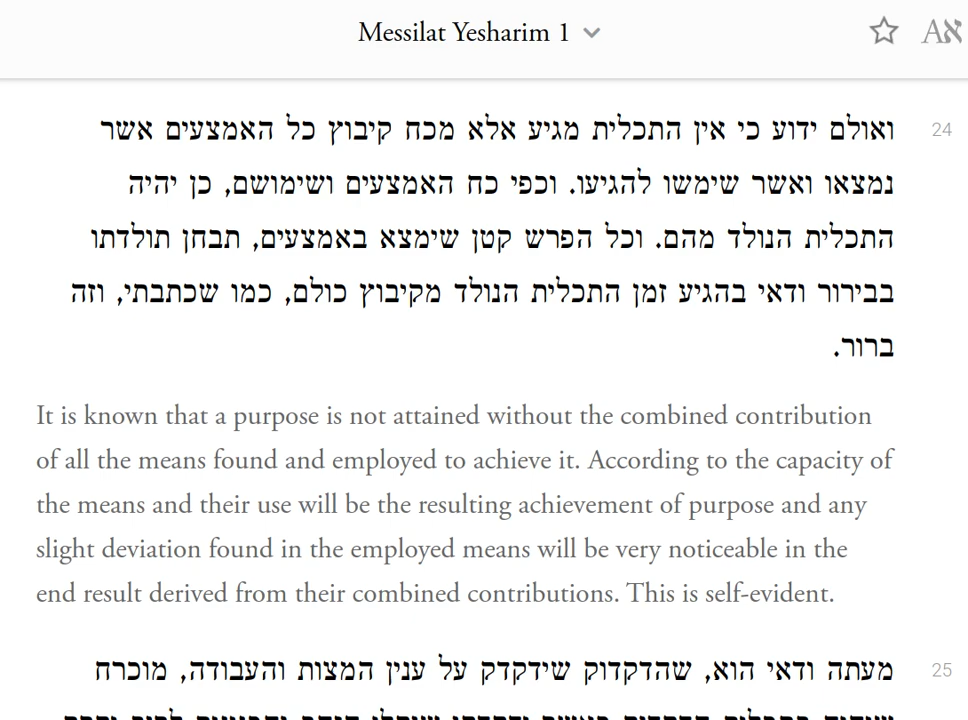 Messilat Yesharim 1
Aא
ואולם ידוע כי אין התכלית מגיע אלא מכח קיבוץ כל האמצעים אשר
24
נמצאו ואשר שימשו להגיעו. וכפי כח האמצעים ושימושם, כן יהיה
התכלית הנולד מהם. וכל הפרש קטן שימצא באמצעים, תבחן תולדתו
בבירור ודאי בהגיע זמן התכלית הנולד מקיבוץ כולם, כמו שכתבתי, וזה
ברור.
It is known that a purpose is not attained without the combined contribution
of all the means found and employed to achieve it. According to the capacity of
the means and their use will be the resulting achievement of purpose and any
slight deviation found in the employed means will be very noticeable in the
end result derived from their combined contributions. This is self-evident.
מעתה ודאי הוא, שהדקדוק שידקדק על ענין המצות והעבודה, מוכרח
25